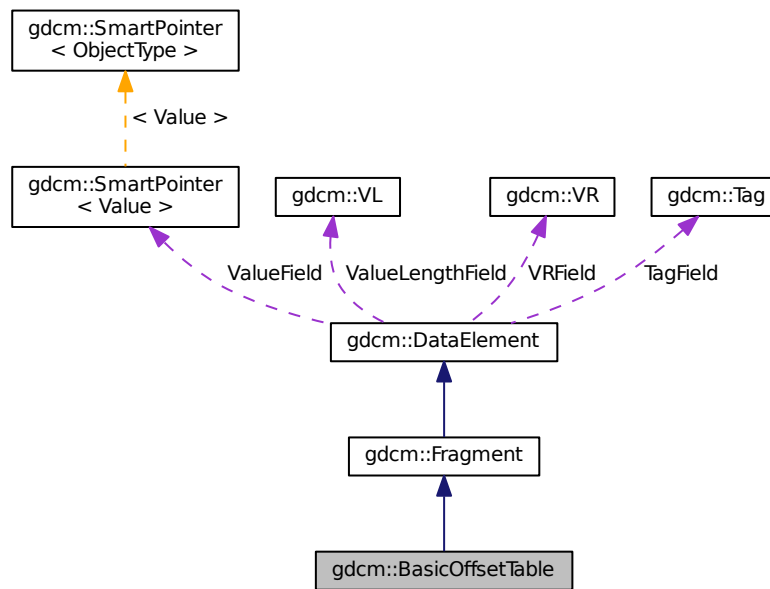 gdcm::SmartPointer
< ObjectType >
< Value >
gdcm::SmartPointer
< Value >
gdcm::VL
gdcm::VR
gdcm::Tag
ValueField
ValueLengthField
VRField
TagField
gdcm::DataElement
gdcm::Fragment
gdcm::BasicOffsetTable